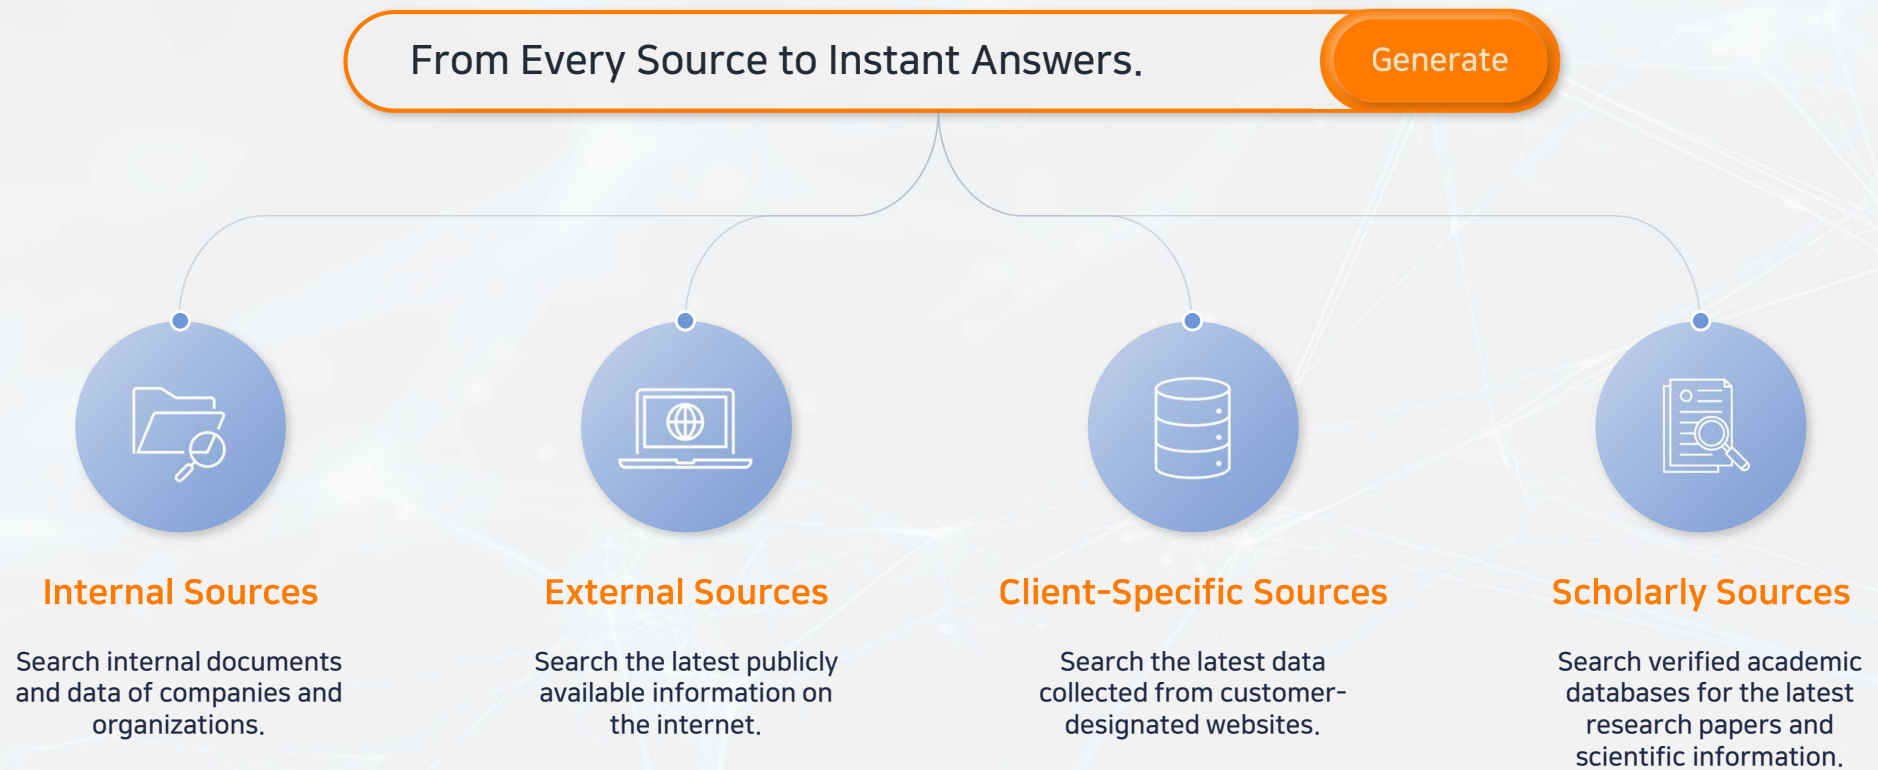 From Every Source to Instant Answers.
Generate
Internal Sources
Search internal documents
and data of companies and
organizations.
External Sources
Search the latest publicly
available information on
the internet.
Client-Specific Sources
Search the latest data
collected from customer-
designated websites.
Scholarly Sources
Search verified academic
databases for the latest
research papers and
scientific information.